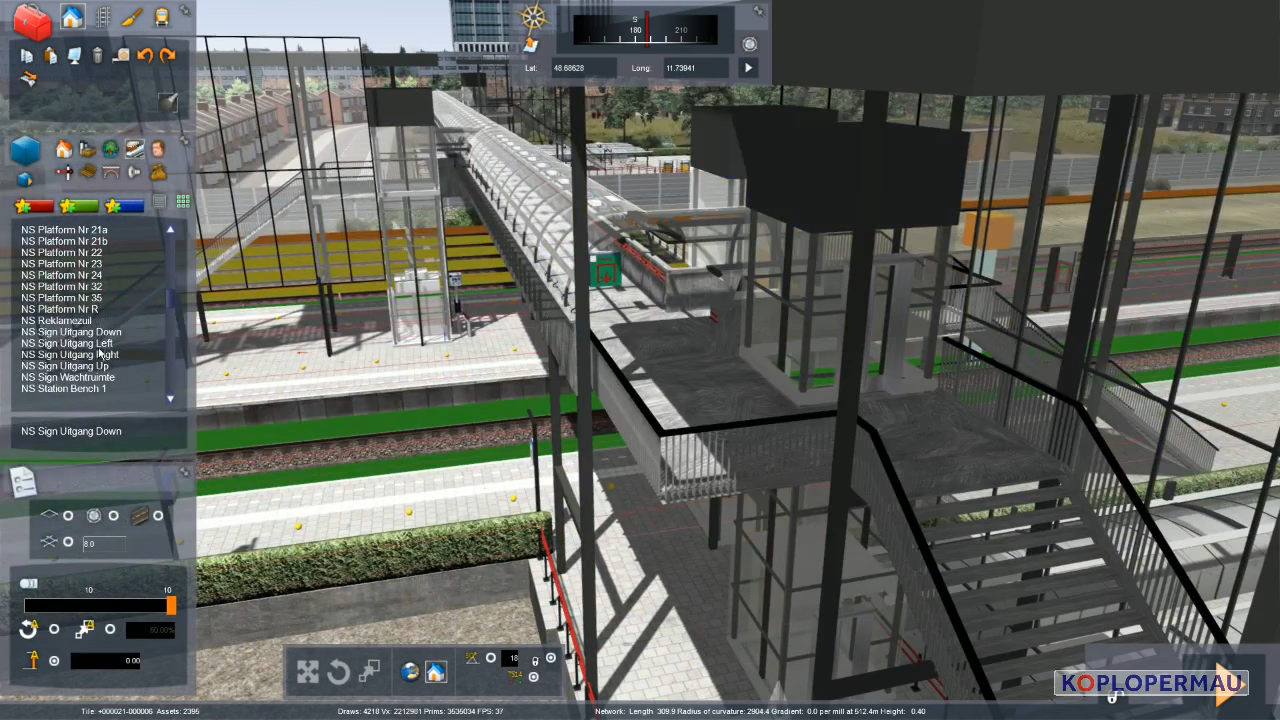 S
180
210
Lat:
48.68628
Long:
11.73941
NS Platform Nr 21a
NS Platform Nr 21b
NS Platform Nr 22
NS Platform Nr 23
NS Platform Nr 24
NS Platform Nr 32
NS Platform Nr 35
NS Platform Nr R
NS Reklamezuil
NS Sign Uitgang Down
NS Sign Uitgang Left
NS Sign Uitgang Right
NS Sign Uitgang Up
NS Sign Wachtruimte
NS Station Bench 1
NS Sign Uitgang Down
8.0
10
10
50.00%
0.00
18
KOPLOPERMAU
Tile: +000021-000006 Assets: 2395
Draws: 4218 Vx: 2212981 Prims: 3535034 FPS: 37
Network: Length 309.9 Radius of curvature: 2904.4 Gradient: 0.0 per mill at 512.4m Height: 0.40